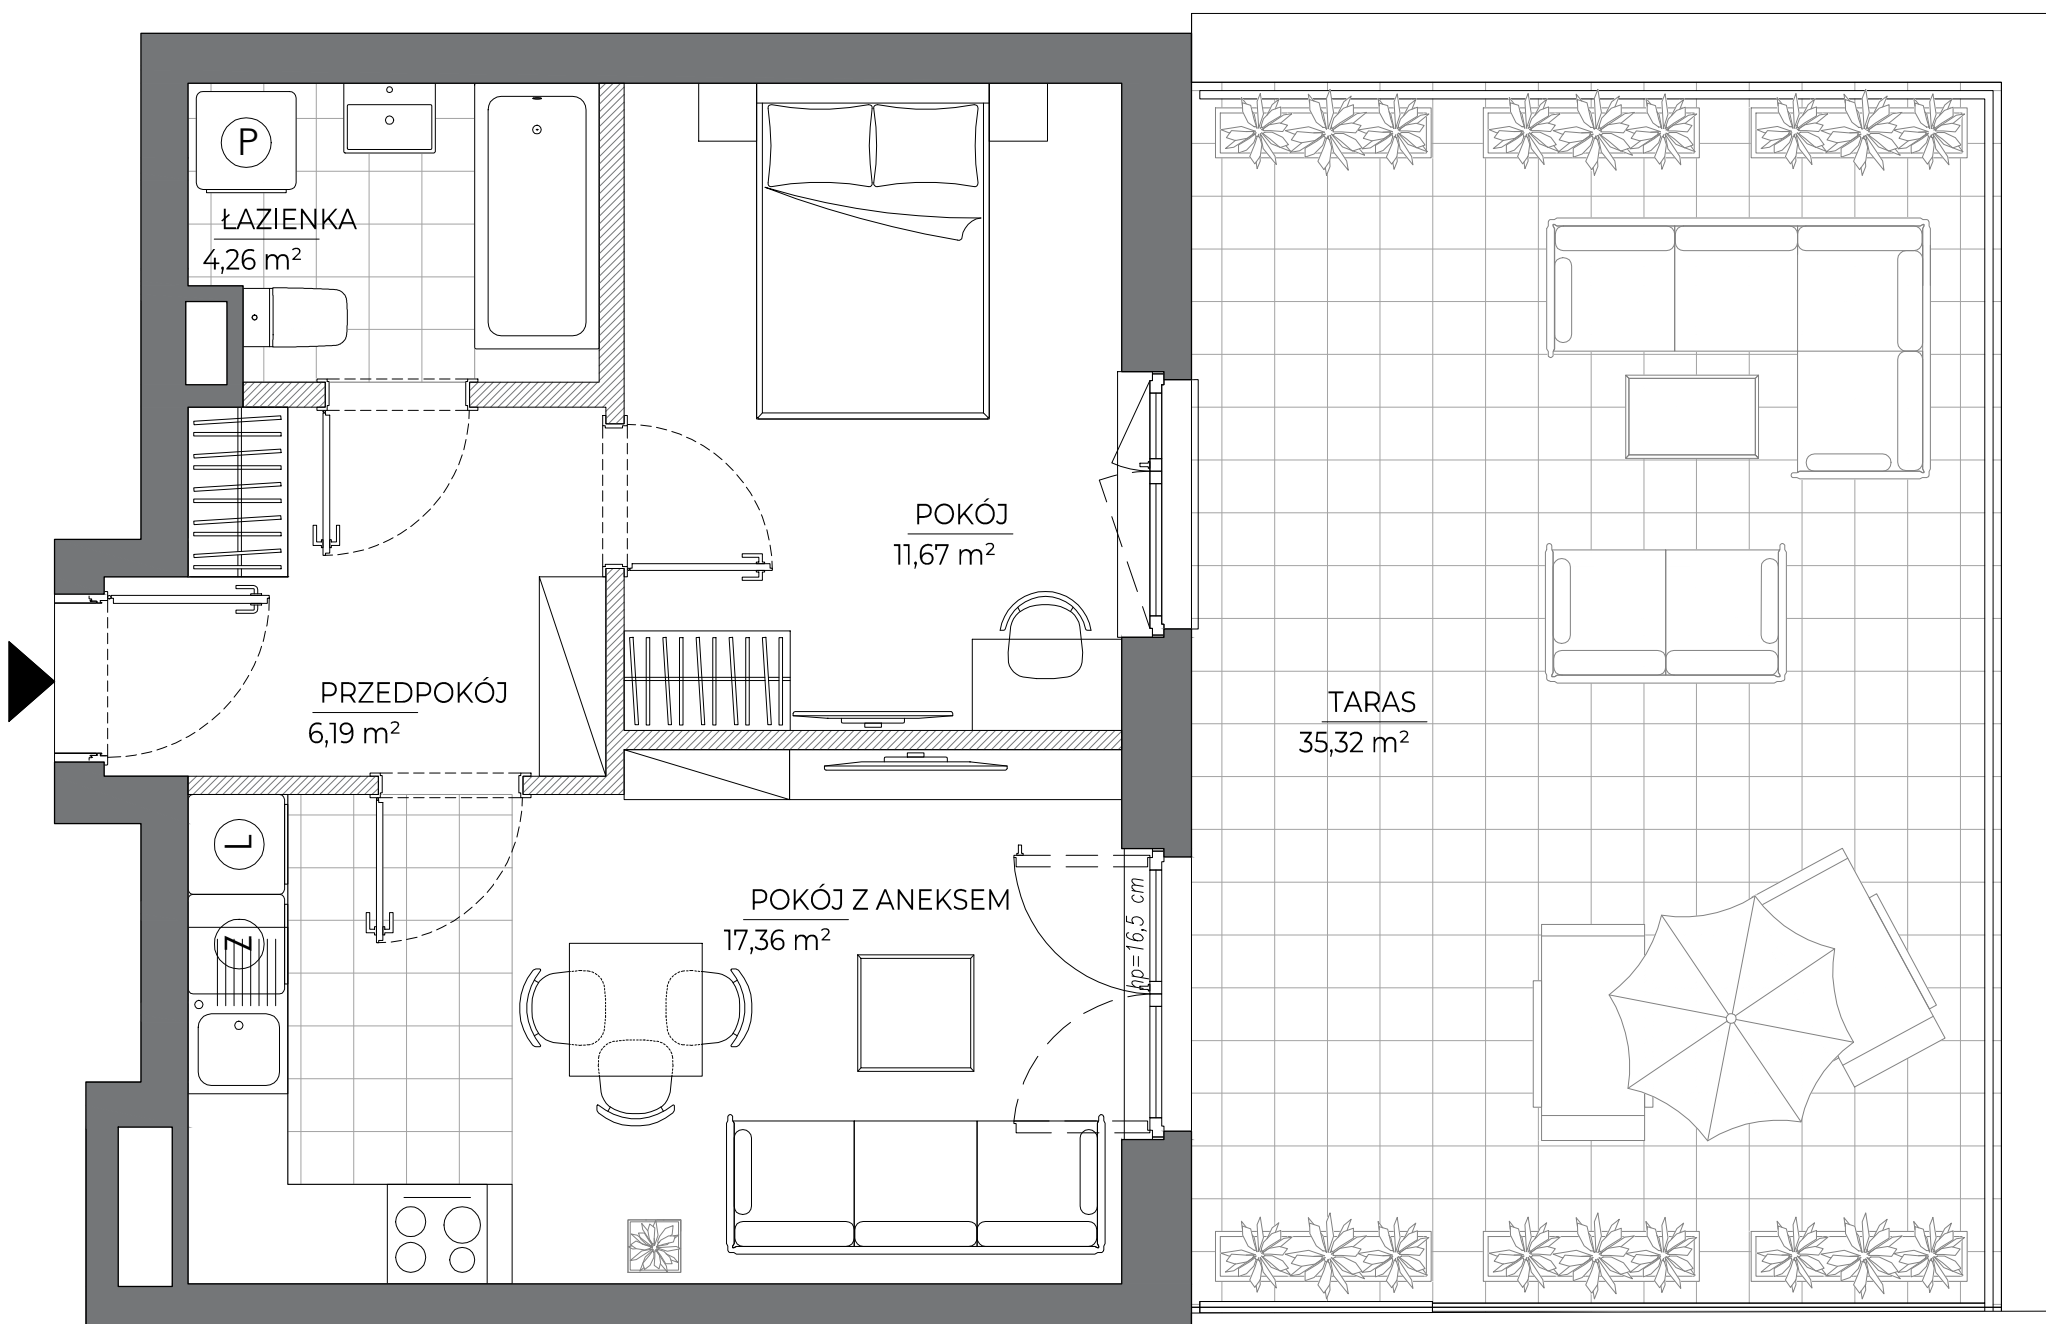 P
ŁAZIENKA
4,26 m²
POKÓJ
11,67 m²
PRZEDPOKÓJ
6,19 m²
TARAS
35,32 m²
L
POKÓJ Z ANEKSEM
17,36 m²
Z
hp=16,5 cm